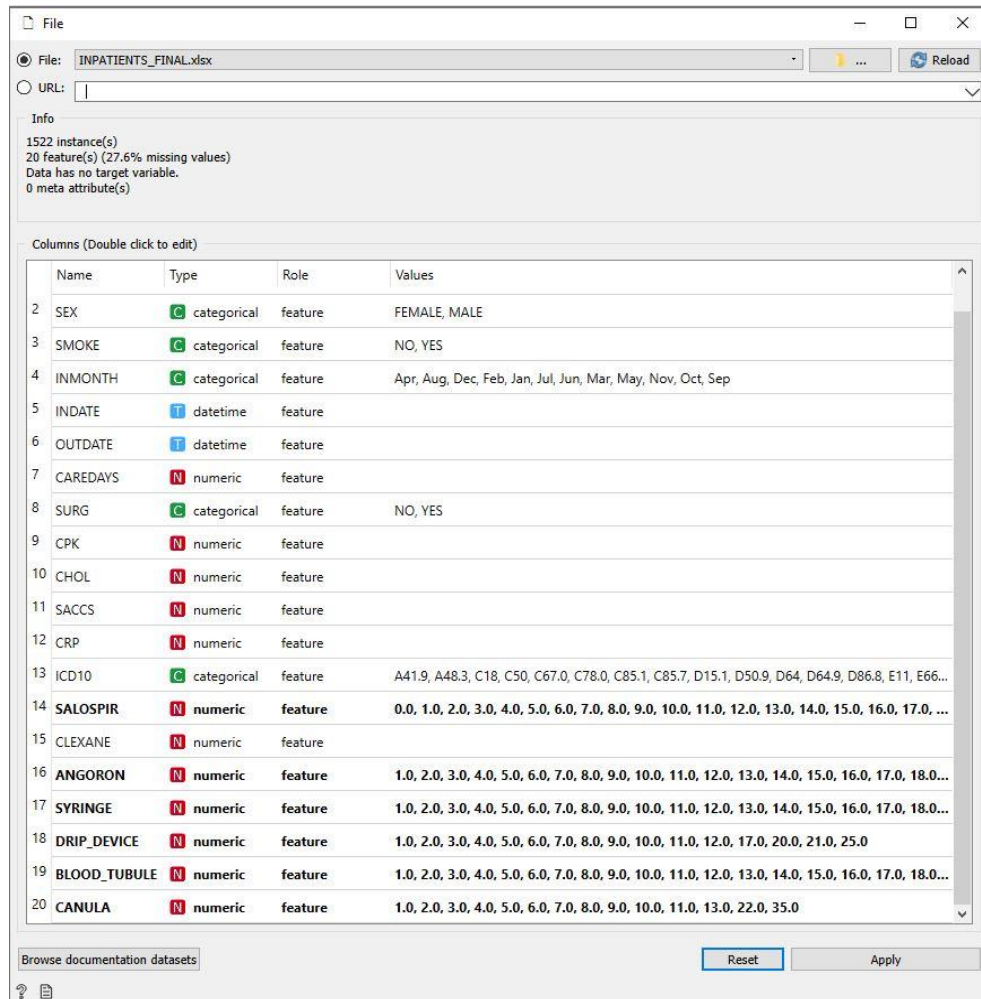 File
File: INPATIENTS_FINAL.xlsx ... Reload
URL:
Info
1522 instance(s)
20 feature(s) (27.6% missing values)
Data has no target variable.
0 meta attribute(s)
Columns (Double click to edit)
Name Type Role Values
2 SEX C categorical feature FEMALE, MALE
3 SMOKE C categorical feature NO, YES
4 INMONTH C categorical feature Apr, Aug, Dec, Feb, Jan, Jul, Jun, Mar, May, Nov, Oct, Sep
5 INDATE T datetime feature
6 OUTDATE T datetime feature
7 CAREDAYS N numeric feature
8 SURG C categorical feature NO, YES
9 CPK N numeric feature
10 CHOL N numeric feature
11 SACCS N numeric feature
12 CRP N numeric feature
13 ICD10 C categorical feature A41.9, A48.3, C18, C50, C67.0, C78.0, C85.1, C85.7, D15.1, D50.9, D64, D64.9, D86.8, E11, E66...
14 SALOSPIR N numeric feature 0.0, 1.0, 2.0, 3.0, 4.0, 5.0, 6.0, 7.0, 8.0, 9.0, 10.0, 11.0, 12.0, 13.0, 14.0, 15.0, 16.0, 17.0, ...
15 CLEXANE N numeric feature
16 ANGORON N numeric feature 1.0, 2.0, 3.0, 4.0, 5.0, 6.0, 7.0, 8.0, 9.0, 10.0, 11.0, 12.0, 13.0, 14.0, 15.0, 16.0, 17.0, 18.0...
17 SYRINGE N numeric feature 1.0, 2.0, 3.0, 4.0, 5.0, 6.0, 7.0, 8.0, 9.0, 10.0, 11.0, 12.0, 13.0, 14.0, 15.0, 16.0, 17.0, 18.0...
18 DRIP_DEVICE N numeric feature 1.0, 2.0, 3.0, 4.0, 5.0, 6.0, 7.0, 8.0, 9.0, 10.0, 11.0, 12.0, 17.0, 20.0, 21.0, 25.0
19 BLOOD_TUBULE N numeric feature 1.0, 2.0, 3.0, 4.0, 5.0, 6.0, 7.0, 8.0, 9.0, 10.0, 11.0, 12.0, 13.0, 14.0, 15.0, 16.0, 17.0, 18.0...
20 CANULA N numeric feature 1.0, 2.0, 3.0, 4.0, 5.0, 6.0, 7.0, 8.0, 9.0, 10.0, 11.0, 13.0, 22.0, 35.0
Browse documentation datasets Reset Apply
?